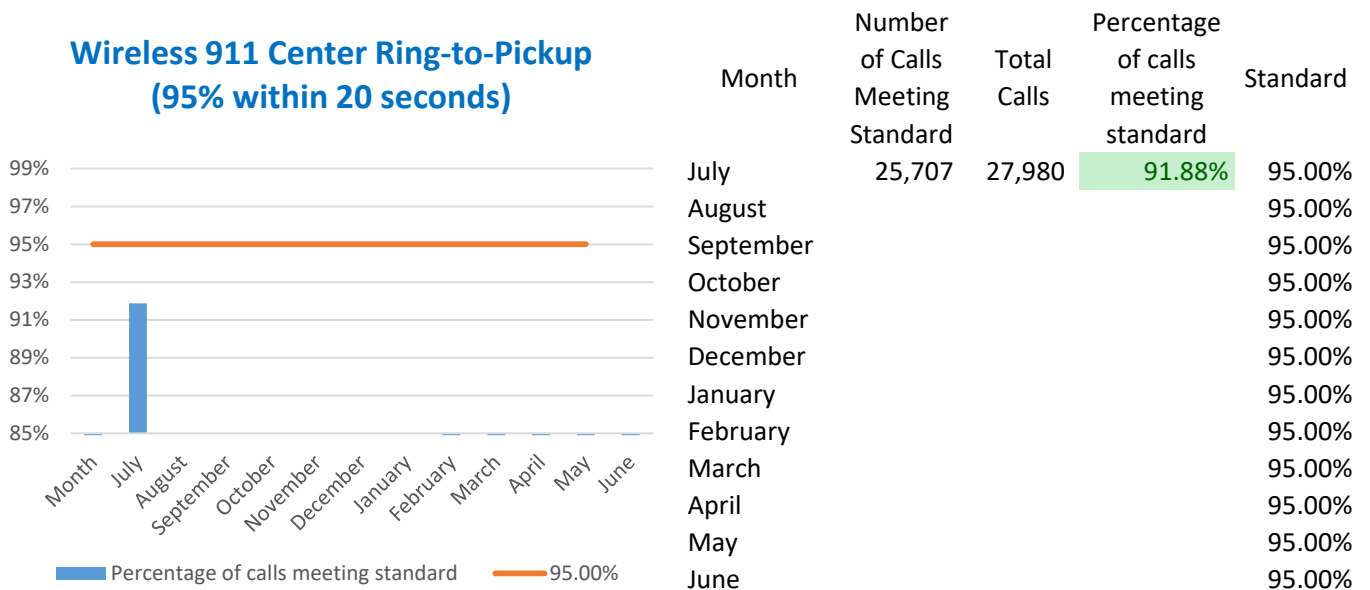 Wireless 911 Center Ring-to-Pickup
(95% within 20 seconds)
99%
97%
95%
93%
91%
89%
87%
85%
Month
July
August
September
October
November
December
January
February
March
April
May
June
Percentage of calls meeting standard
95.00%
Month
Number
of Calls
Meeting
Standard
Total
Calls
Percentage
of calls
meeting
standard
Standard
July 25,707 27,980 91.88% 95.00%
August 95.00%
September 95.00%
October 95.00%
November 95.00%
December 95.00%
January 95.00%
February 95.00%
March 95.00%
April 95.00%
May 95.00%
June 95.00%